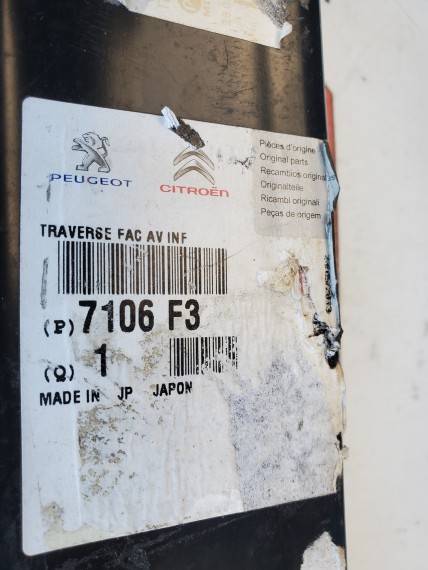 PEUGEOT
CITROËN
Pièces d'origine
Original parts
Recambios originales
Originalteile
Ricambi originali
Peças de origem
TRAVERSE FAC AV INF
(P) 7106 F3
(Q) 1
MADE IN JP JAPON